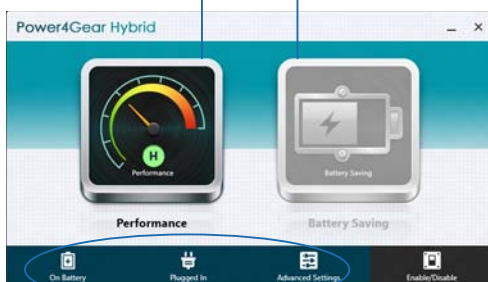 Power4Gear Hybrid
H
Performance
Battery Saving
Performance
Battery Saving
On Battery
Plugged In
Advanced Settings
Enable/Disable